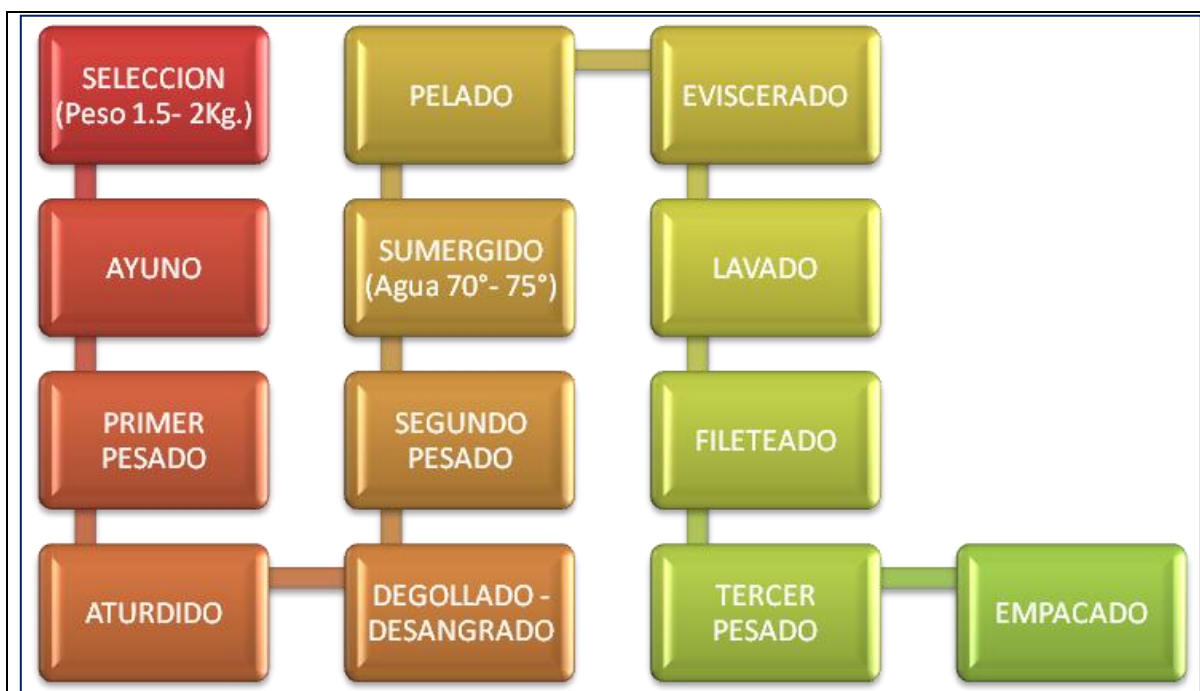 SELECCION
(Peso 1.5- 2Kg.)
AYUNO
PRIMER
PESADO
ATURDIDO
DEGOLLADO -
DESANGRADO
SEGUNDO
PESADO
SUMERGIDO
(Agua 70°- 75°)
PELADO
EVISCERADO
LAVADO
FILETEADO
TERCER
PESADO
EMPACADO